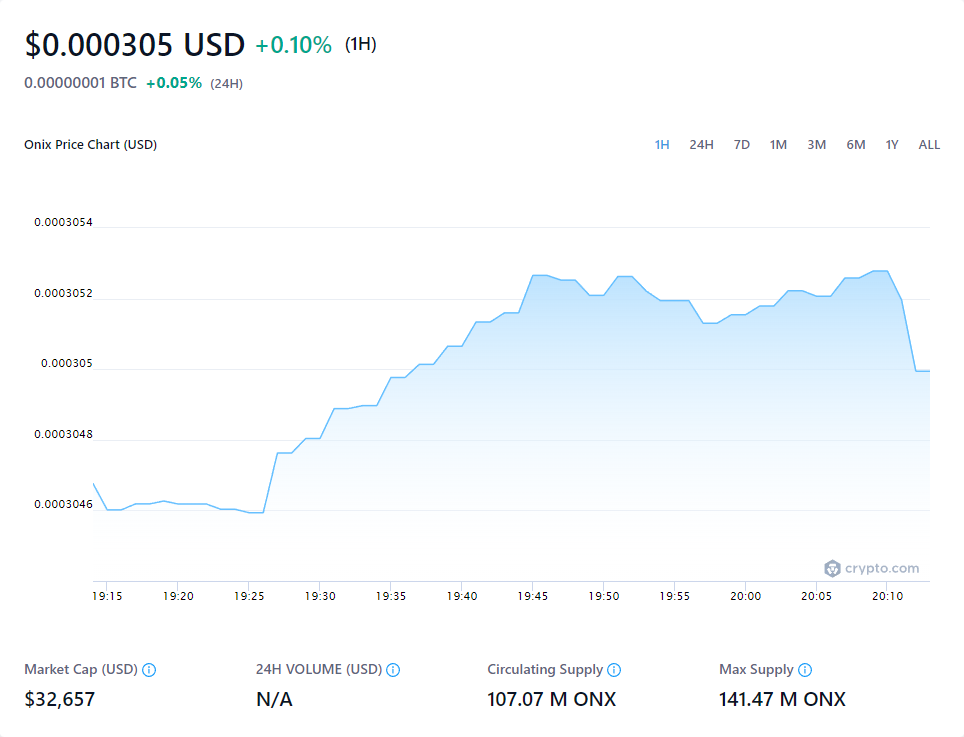 $0.000305 USD +0.10% (1H)
0.00000001 BTC +0.05% (24H)
Onix Price Chart (USD) 1H 24H 7D 1M 3M 6M 1Y ALL
0.0003054
0.0003052
0.000305
0.0003048
0.0003046
crypto.com
19:15 19:20 19:25 19:30 19:35 19:40 19:45 19:50 19:55 20:00 20:05 20:10
Market Cap (USD) 24H VOLUME (USD) Circulating Supply Max Supply
$32,657 N/A 107.07 M ONX 141.47 M ONX